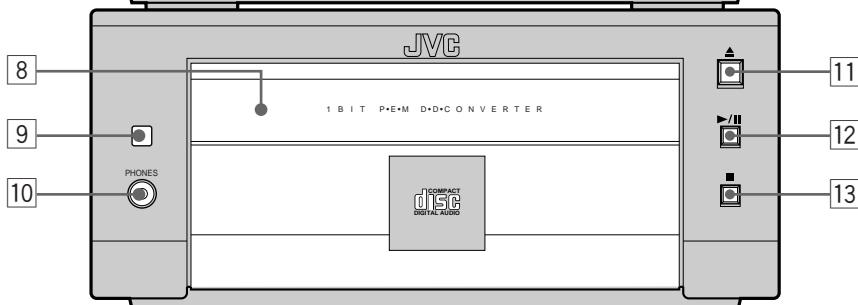 JVC
8
1 BIT P•E•M D•D•CONVERTER
9
PHONES
10
COMPACT
disc
DIGITAL AUDIO
11
12
13